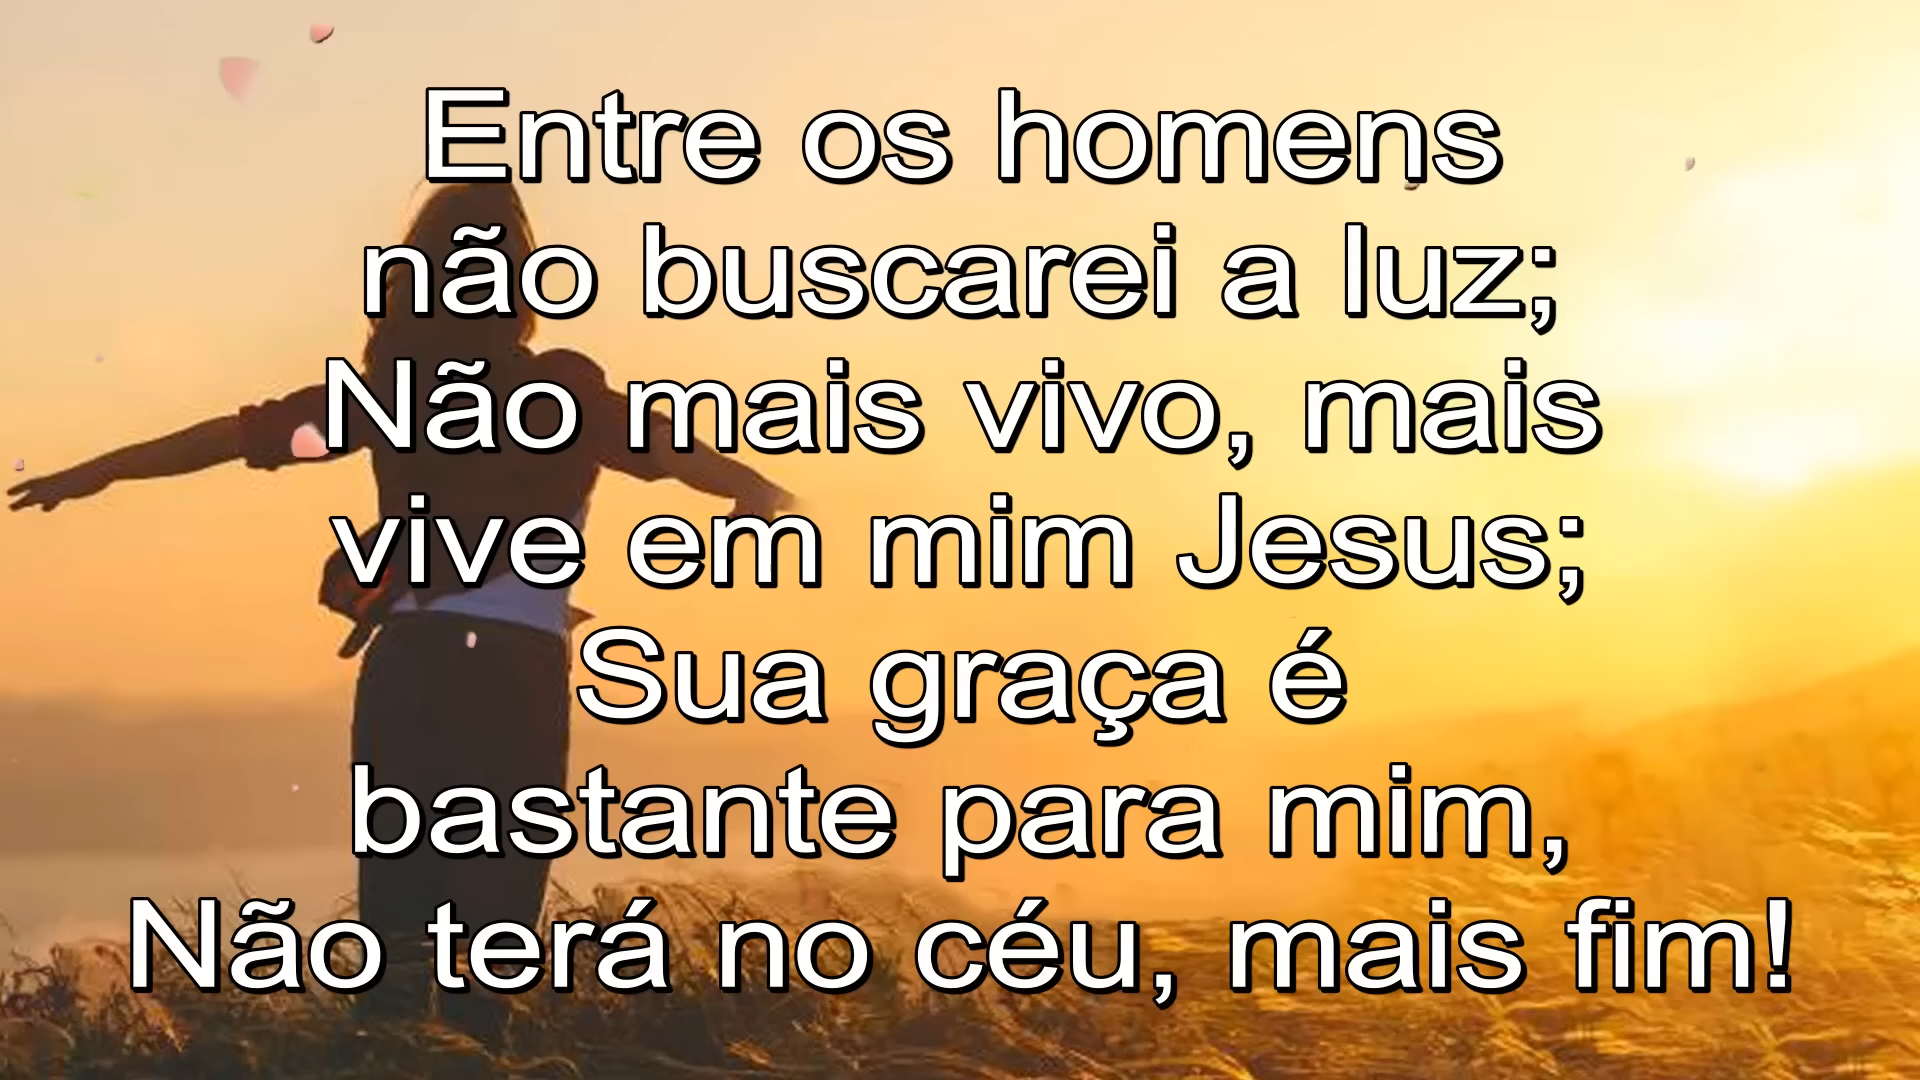 Entre os homens
não buscarei a luz;
Não mais vivo, mais
vive em mim Jesus;
Sua graça é
bastante para mim,
Não terá no céu, mais fim!